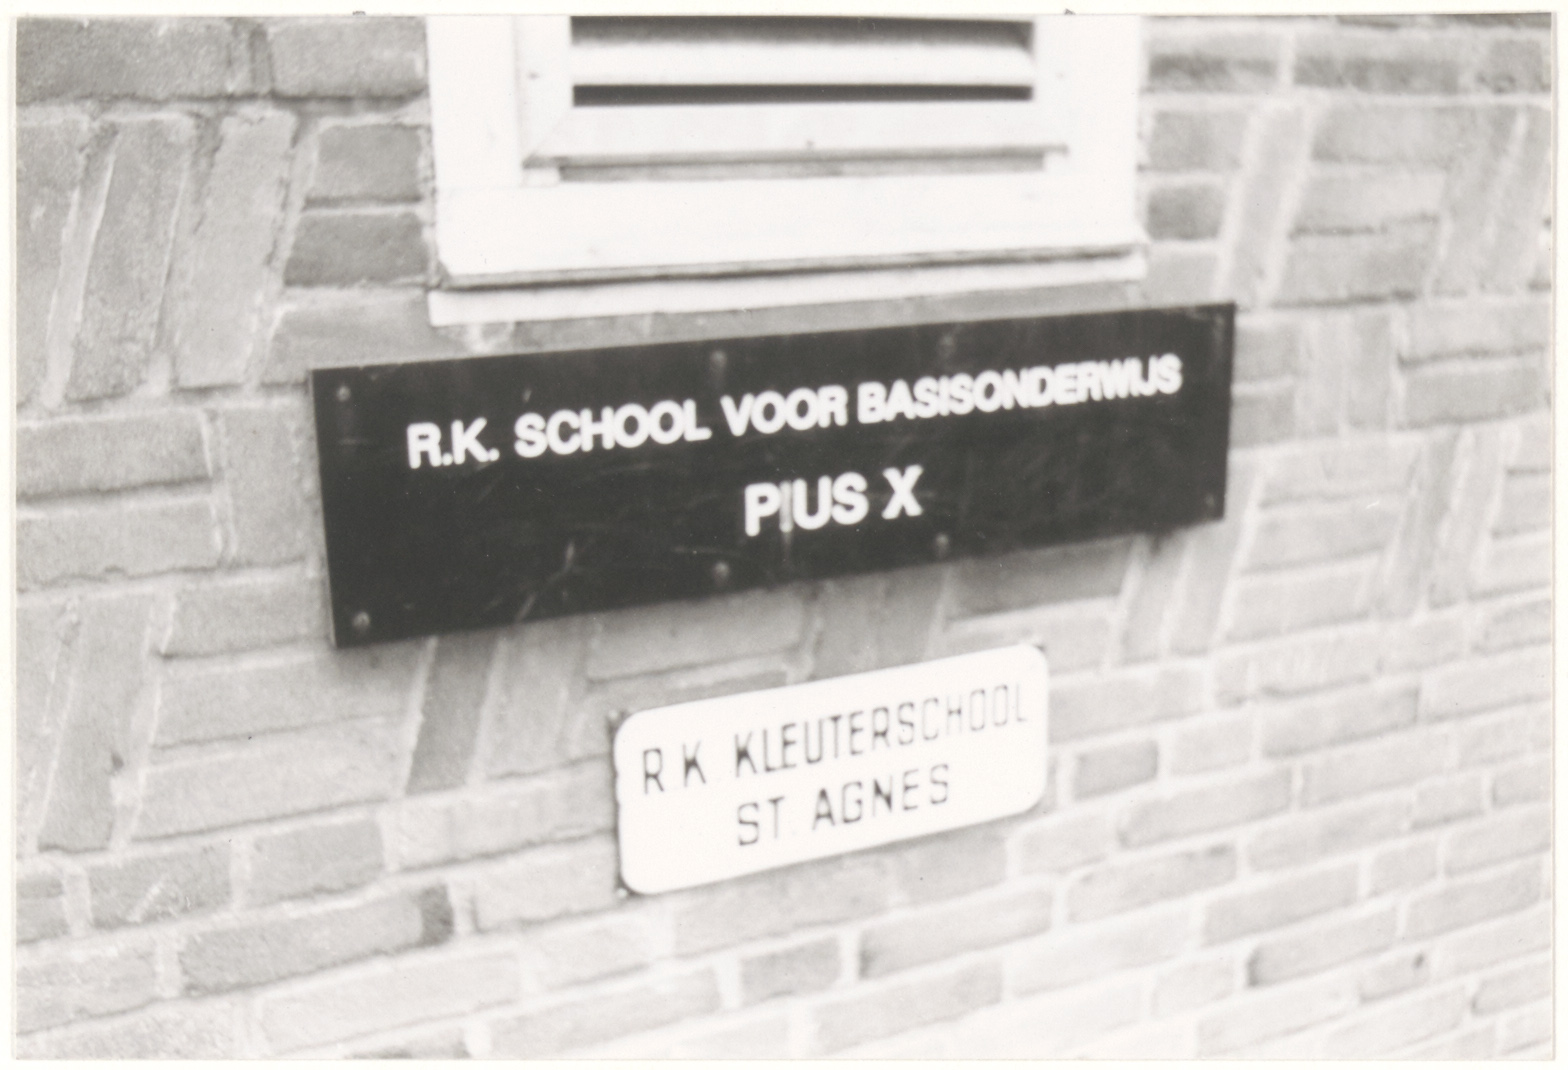 R.K. SCHOOL VOOR BASISONDERWIJS
PIUS X
R.K. KLEUTERSCHOOL
ST. AGNES